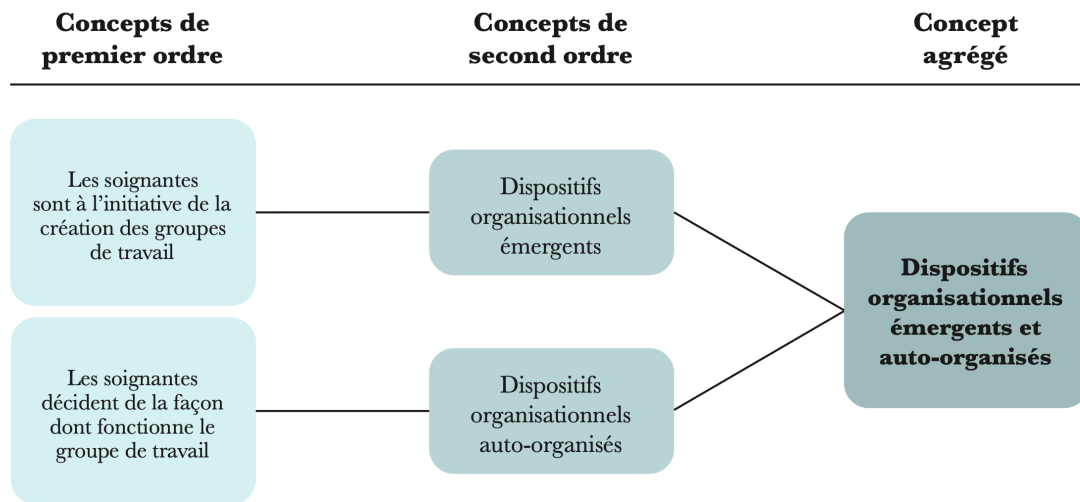 Concepts de
premier ordre
Concepts de
second ordre
Concept
agrégé
Les soignantes
sont à l’initiative de la
création des groupes
de travail
Dispositifs
organisationnels
émergents
Dispositifs
organisationnels
émergents et
auto-organisés
Les soignantes
décident de la façon
dont fonctionne le
groupe de travail
Dispositifs
organisationnels
auto-organisés